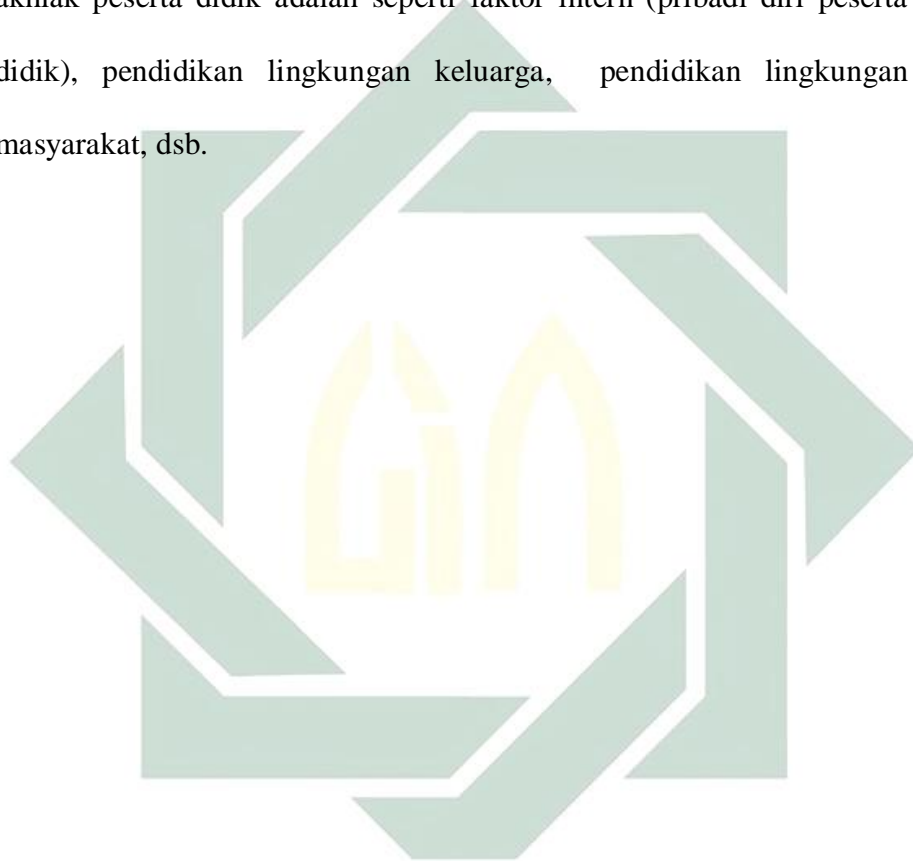 akhlak peserta didik adalah seperti faktor intern (pribadi diri peserta
didik), pendidikan lingkungan keluarga, pendidikan lingkungan
masyarakat, dsb.